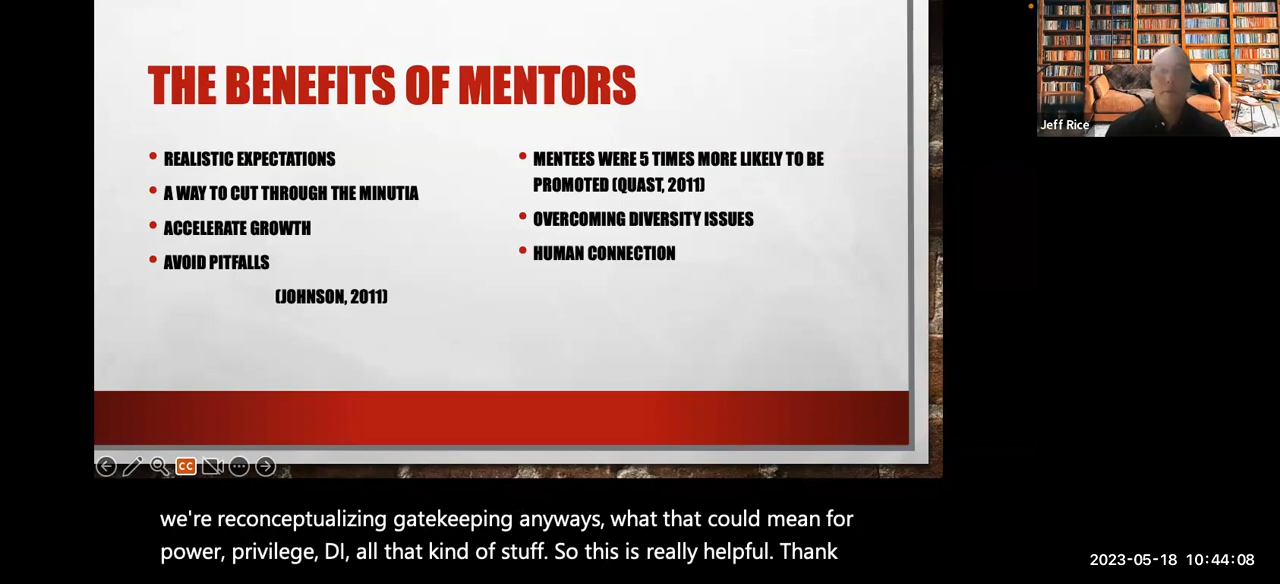 THE BENEFITS OF MENTORS
• REALISTIC EXPECTATIONS
• A WAY TO CUT THROUGH THE MINUTIA
• ACCELERATE GROWTH
• AVOID PITFALLS
(JOHNSON, 2011)
• MENTEES WERE 5 TIMES MORE LIKELY TO BE
PROMOTED (QUAST, 2011)
• OVERCOMING DIVERSITY ISSUES
• HUMAN CONNECTION
Jeff Rice
CC
we're reconceptualizing gatekeeping anyways, what that could mean for
power, privilege, DI, all that kind of stuff. So this is really helpful. Thank
2023-05-18 10:44:08